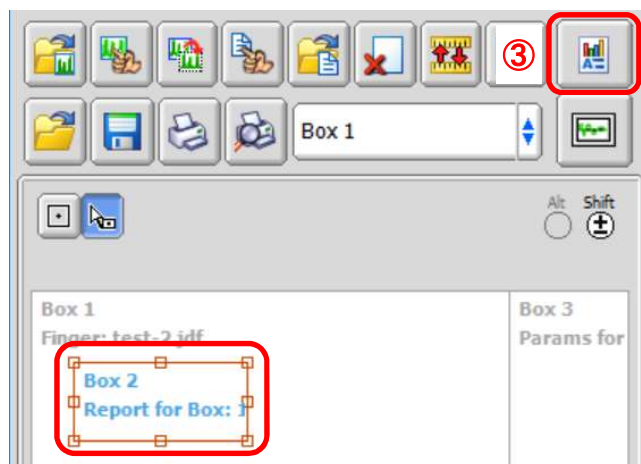 ③
A
Box 1
Alt Shift
Box 1
Finger: test-2.jdf
Box 3
Params for
Box 2
Report for Box: 1